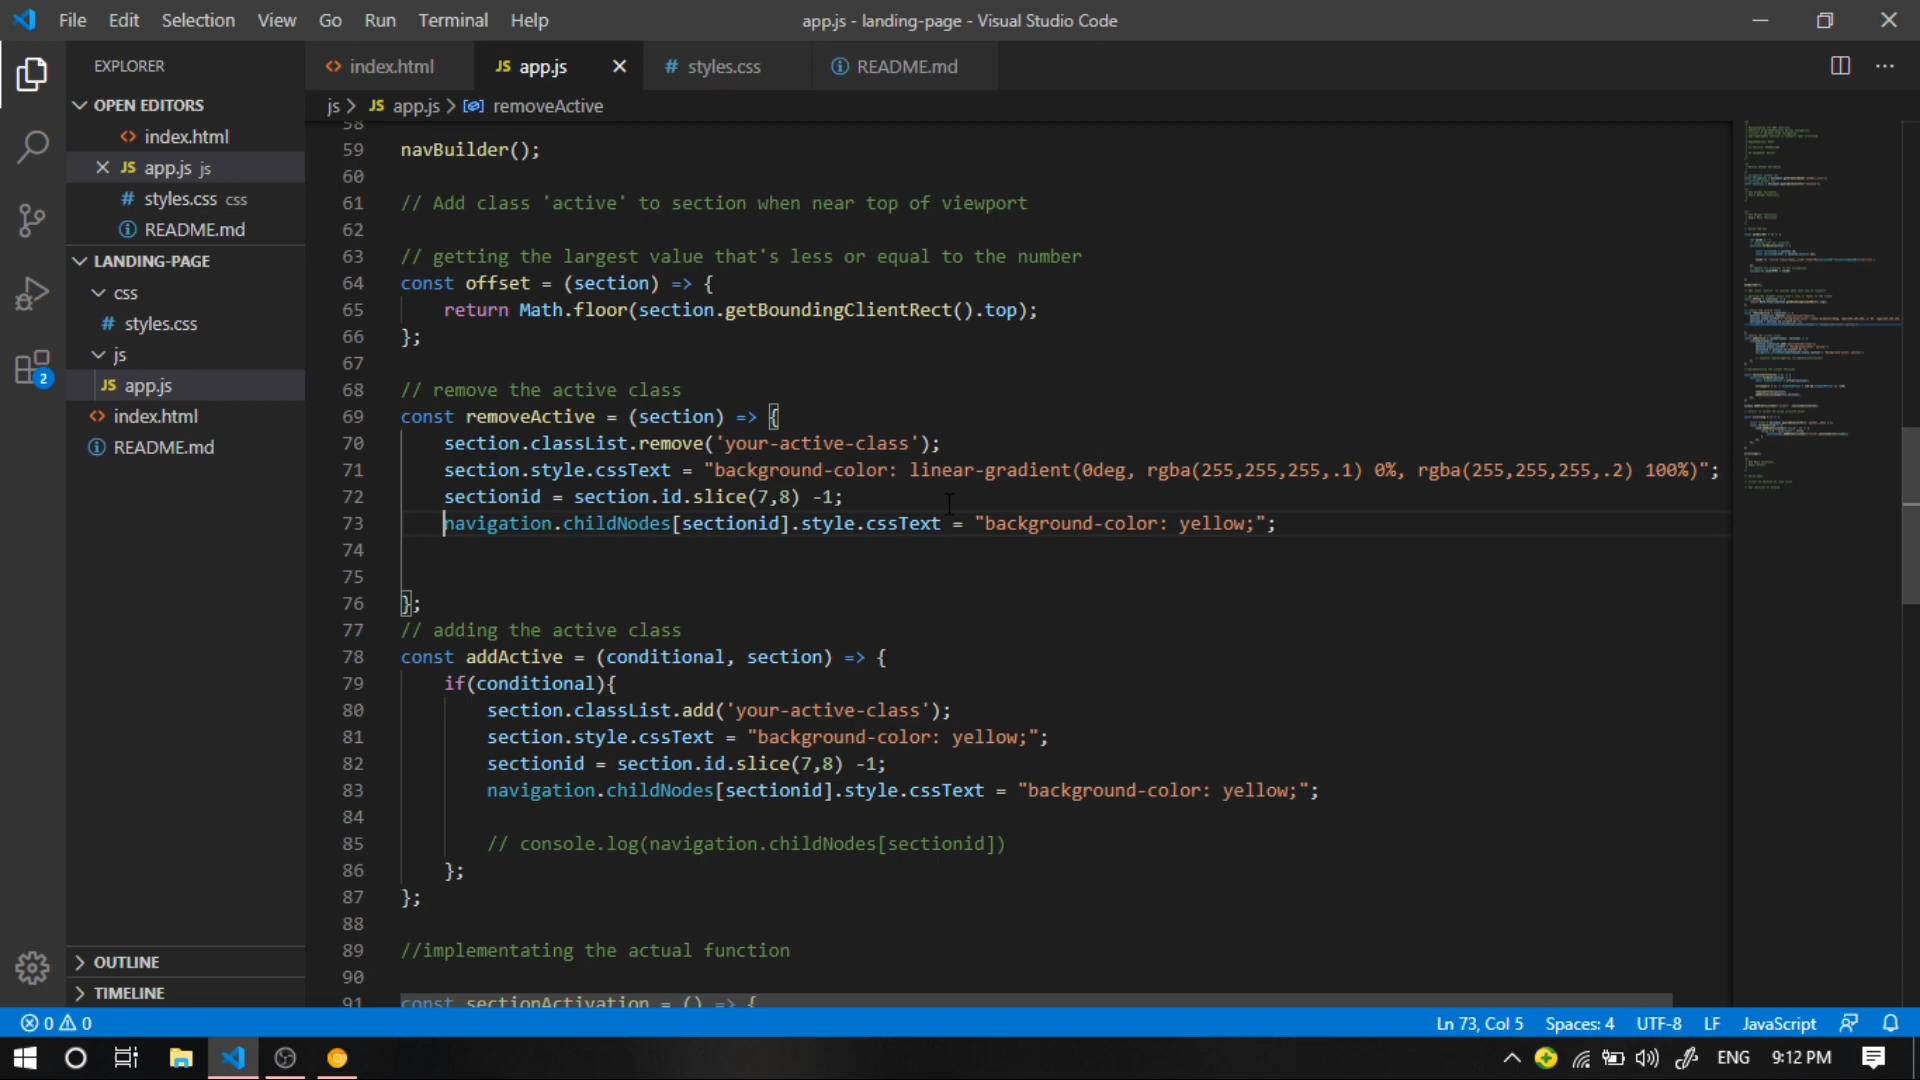 File Edit Selection View Go Run Terminal Help app.js - landing-page - Visual Studio Code
EXPLORER
OPEN EDITORS
index.html
app.js js
styles.css css
README.md
LANDING-PAGE
css
styles.css
js
JS app.js
index.html
README.md
OUTLINE
TIMELINE
index.html JS app.js # styles.css README.md
js > JS app.js > removeActive
58
59 navBuilder();
60
61 // Add class 'active' to section when near top of viewport
62
63 // getting the largest value that's less or equal to the number
64 const offset = (section) => {
65 return Math.floor(section.getBoundingClientRect().top);
66 };
67
68 // remove the active class
69 const removeActive = (section) => {
70 section.classList.remove('your-active-class');
71 section.style.cssText = "background-color: linear-gradient(0deg, rgba(255,255,255,.1) 0%, rgba(255,255,255,.2) 100%)";
72 sectionid = section.id.slice(7,8) -1;
73 navigation.childNodes[sectionid].style.cssText = "background-color: yellow;";
74
75
76 };
77 // adding the active class
78 const addActive = (conditional, section) => {
79 if(conditional){
80 section.classList.add('your-active-class');
81 section.style.cssText = "background-color: yellow;";
82 sectionid = section.id.slice(7,8) -1;
83 navigation.childNodes[sectionid].style.cssText = "background-color: yellow;";
84
85 // console.log(navigation.childNodes[sectionid])
86 };
87 };
88
89 //implementating the actual function
90
91 const sectionActivation = () => {
2
0 0 Ln 73, Col 5 Spaces: 4 UTF-8 LF JavaScript
ENG 9:12 PM